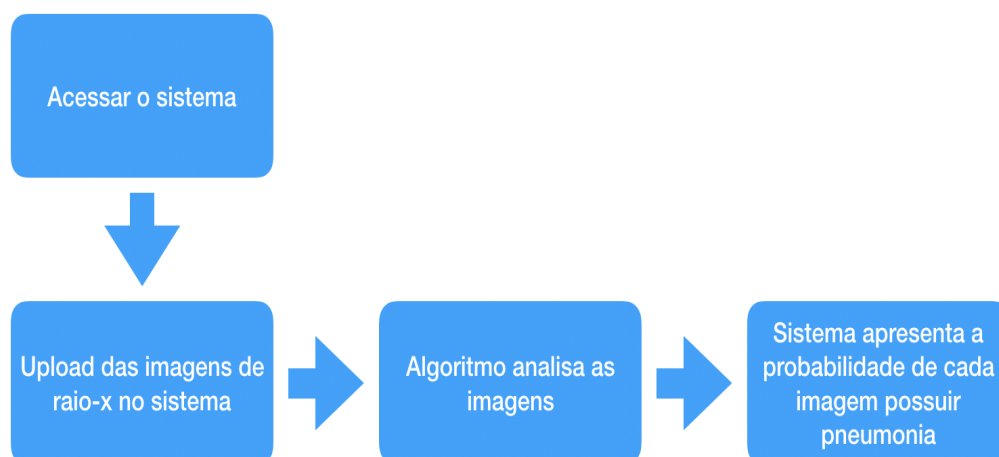 Acessar o sistema
Upload das imagens de
raio-x no sistema
Algoritmo analisa as
imagens
Sistema apresenta a
probabilidade de cada
imagem possuir
pneumonia